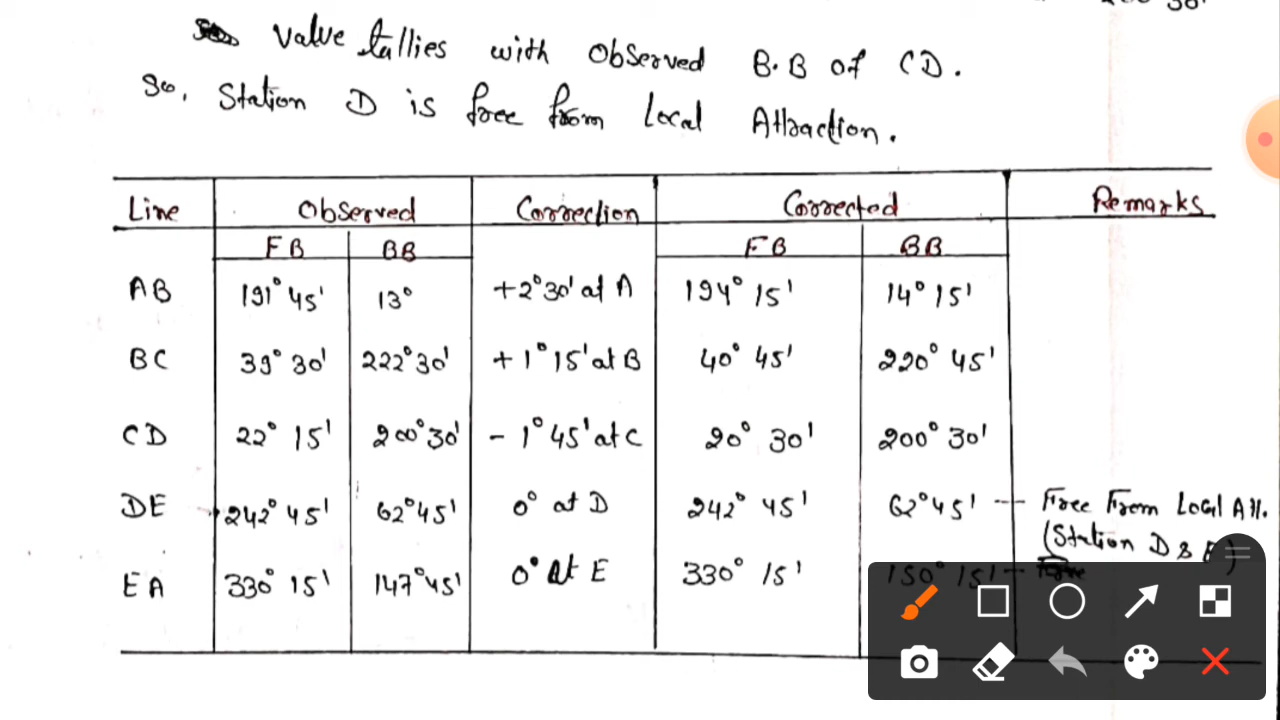 Value tallies with Observed B.B of CD.
So, Station D is free from Local Attraction.
Line Observed Correction Corrected Remarks
FB BB FB BB
AB 191° 45' 13° +2°30' at A 194° 15' 14° 15'
BC 39° 30' 222°30' +1°15' at B 40° 45' 220° 45'
CD 22° 15' 200°30' -1°45' at C 20° 30' 200° 30'
DE 242° 45' 62°45' 0° at D 242° 45' 62°45' Free From Local Att.
(Station D & E)
EA 330° 15' 147°45' 0° at E 330° 15' 150° 15'